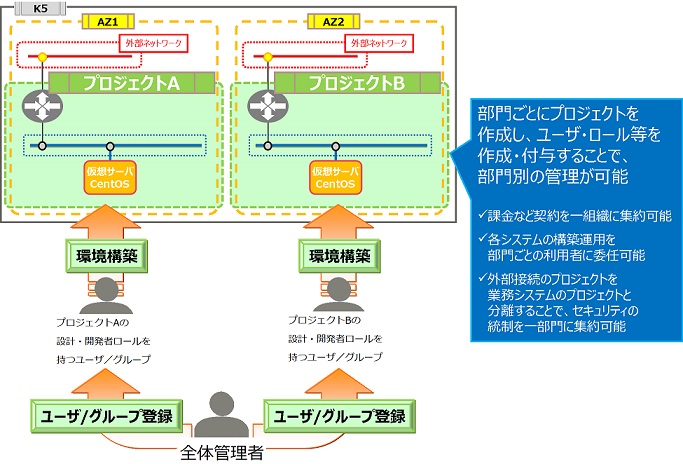 K5
AZ1
AZ2
外部ネットワーク
外部ネットワーク
プロジェクトA
プロジェクトB
仮想サーバ
CentOS
仮想サーバ
CentOS
環境構築
環境構築
プロジェクトAの
設計・開発者ロールを
持つユーザ／グループ
プロジェクトBの
設計・開発者ロールを
持つユーザ／グループ
ユーザ/グループ登録
ユーザ/グループ登録
全体管理者
部門ごとにプロジェクトを
作成し、ユーザ・ロール等を
作成・付与することで、
部門別の管理が可能
✓課金など契約を一組織に集約可能
✓各システムの構築運用を
部門ごとの利用者に委任可能
✓外部接続のプロジェクトを
業務システムのプロジェクトと
分離することで、セキュリティの
統制を一部門に集約可能